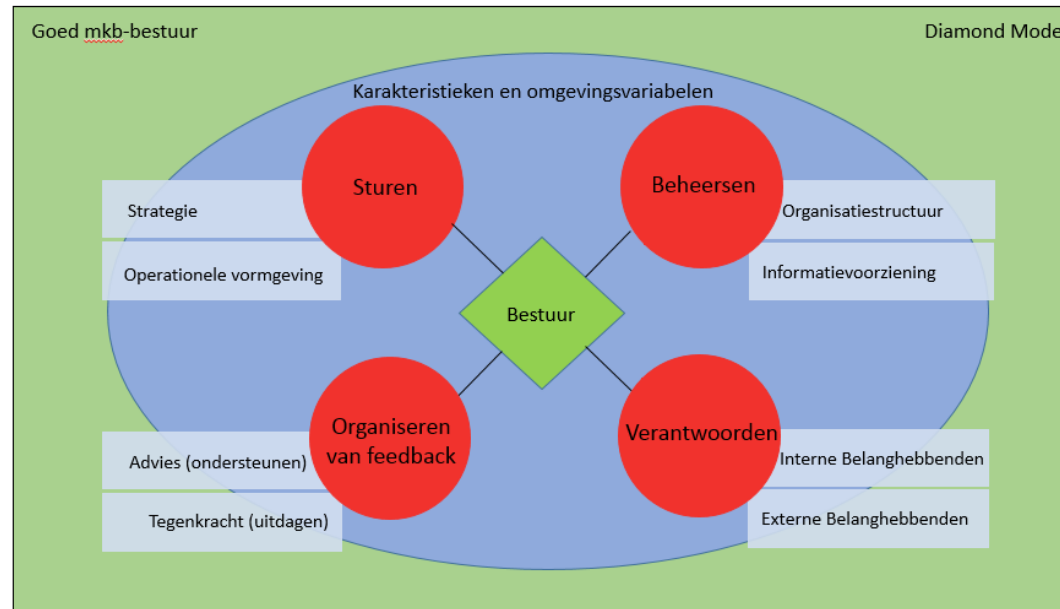 Goed mkb-bestuur
Diamond Mode
Karakteristieken en omgevingsvariabelen
Sturen
Beheersen
Strategie
Operationele vormgeving
Organisatiestructuur
Informatievoorziening
Bestuur
Organiseren
van feedback
Verantwoorden
Advies (ondersteunen)
Tegenkracht (uitdagen)
Interne Belanghebbenden
Externe Belanghebbenden